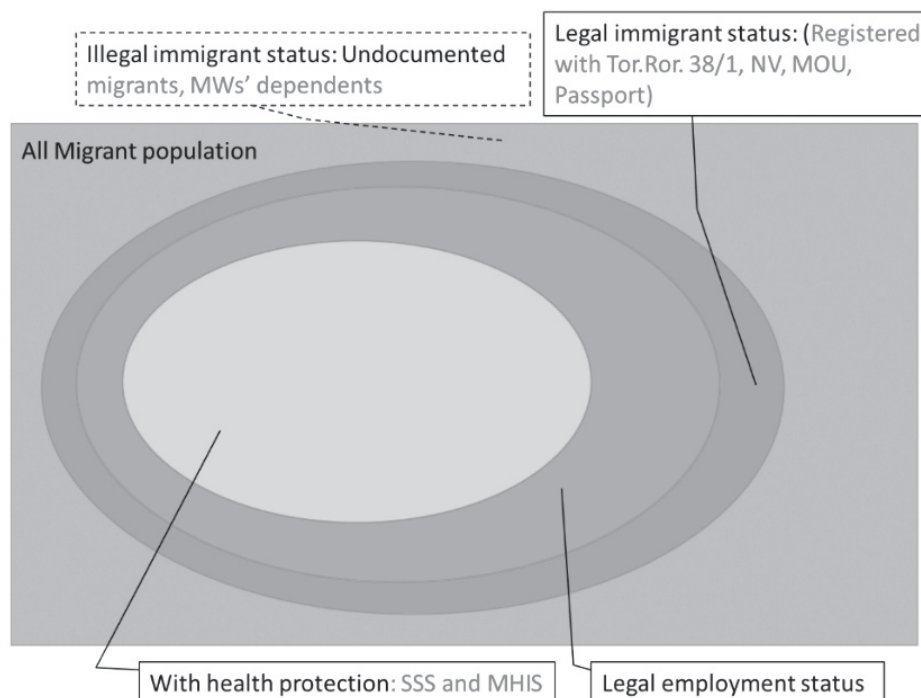 Illegal immigrant status: Undocumented
migrants, MWs' dependents
Legal immigrant status: (Registered
with Tor.Ror. 38/1, NV, MOU,
Passport)
All Migrant population
With health protection: SSS and MHIS
Legal employment status